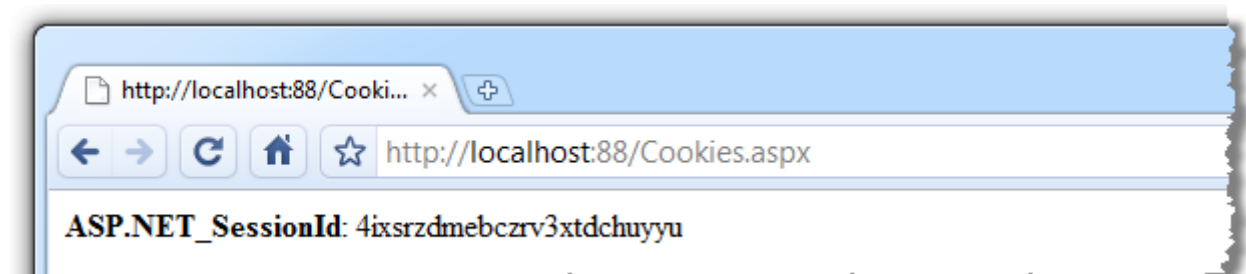 http://localhost:88/Cooki...
http://localhost:88/Cookies.aspx
ASP.NET_SessionId: 4ixsrzdmebczrv3xtdchuyyu